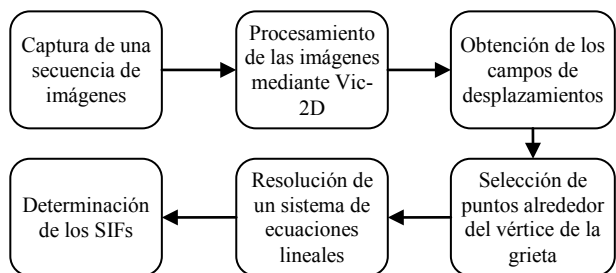 Captura de una
secuencia de
imágenes
Procesamiento
de las imágenes
mediante Vic-
2D
Obtención de los
campos de
desplazamientos
Selección de
puntos alrededor
del vértice de la
grieta
Resolución de
un sistema de
ecuaciones
lineales
Determinación
de los SIFs